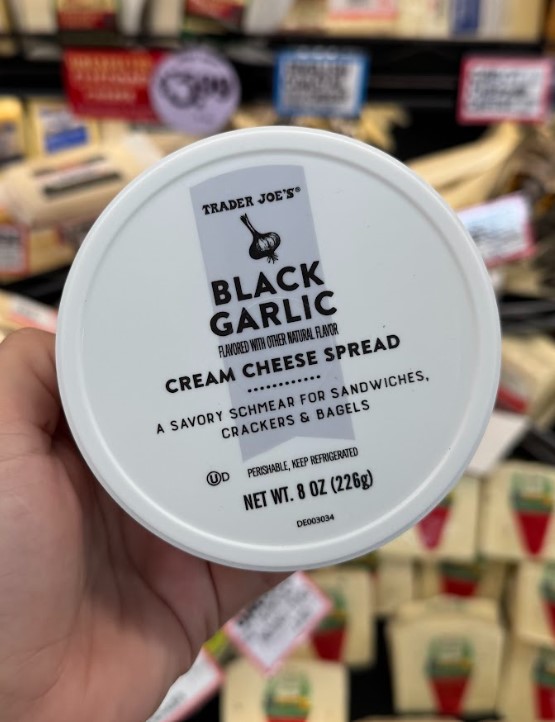 TRADER JOE'S®
BLACK
GARLIC
FLAVORED WITH OTHER NATURAL FLAVOR
CREAM CHEESE SPREAD
A SAVORY SCHMEAR FOR SANDWICHES,
CRACKERS & BAGELS
ⓊD PERISHABLE, KEEP REFRIGERATED
NET WT. 8 OZ (226g)
DE003034